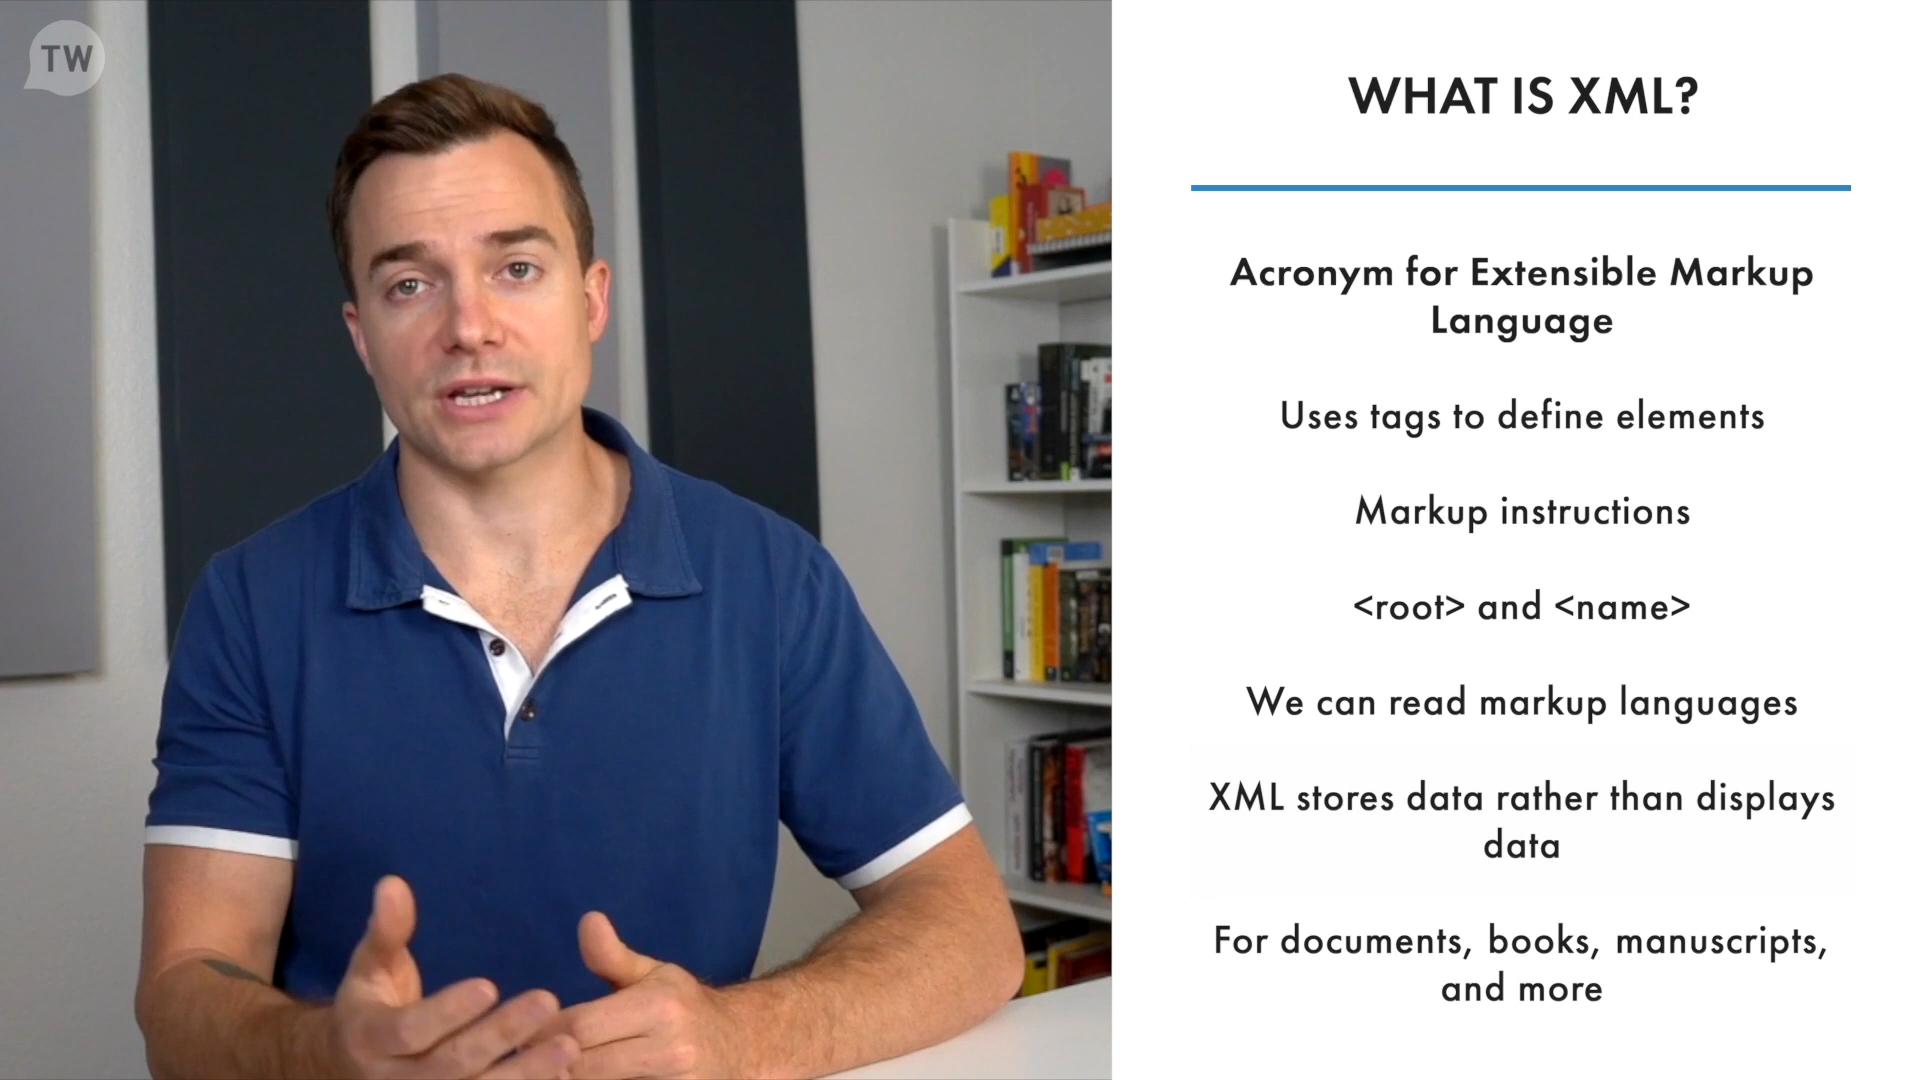 TW
WHAT IS XML?
Acronym for Extensible Markup
Language
Uses tags to define elements
Markup instructions
<root> and <name>
We can read markup languages
XML stores data rather than displays
data
For documents, books, manuscripts,
and more